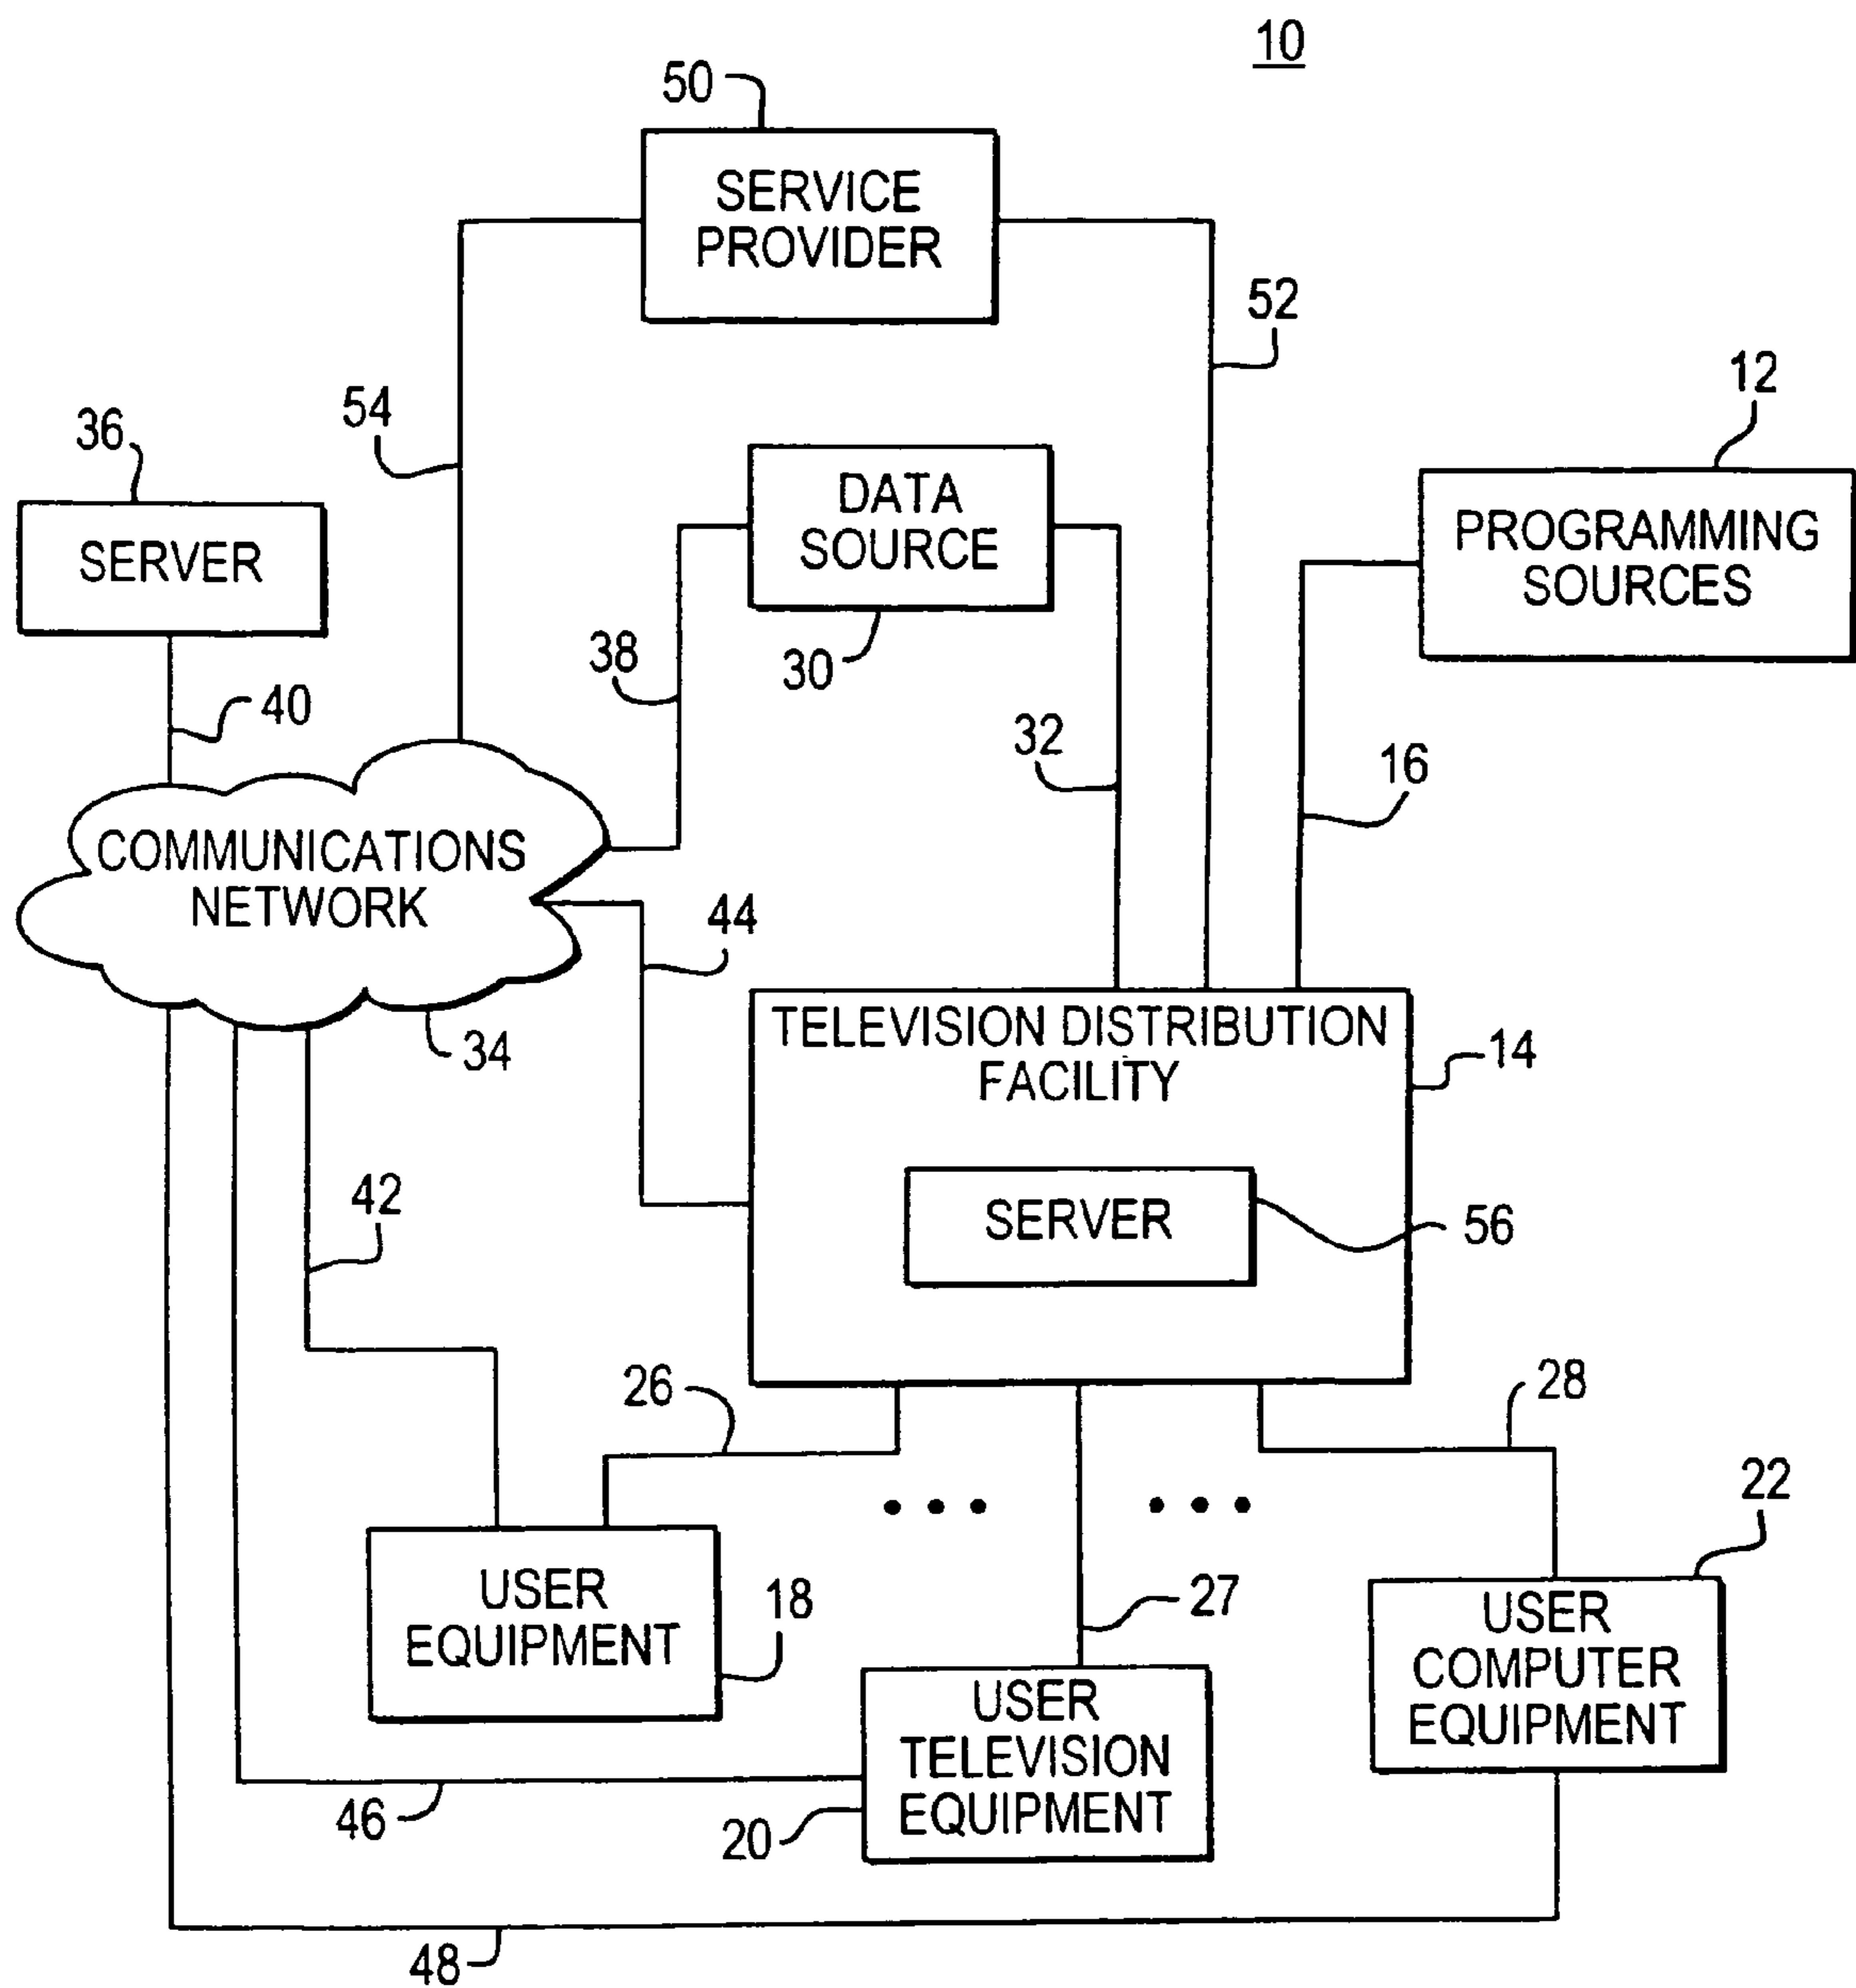 10
50
SERVICE
PROVIDER
52
12
54
36
DATA
SOURCE
PROGRAMMING
SOURCES
SERVER
38
30
40
32
16
COMMUNICATIONS
NETWORK
44
34
TELEVISION DISTRIBUTION
FACILITY
14
42
SERVER
56
26
28
22
USER
EQUIPMENT
18
27
USER
COMPUTER
EQUIPMENT
USER
TELEVISION
EQUIPMENT
46
20
48